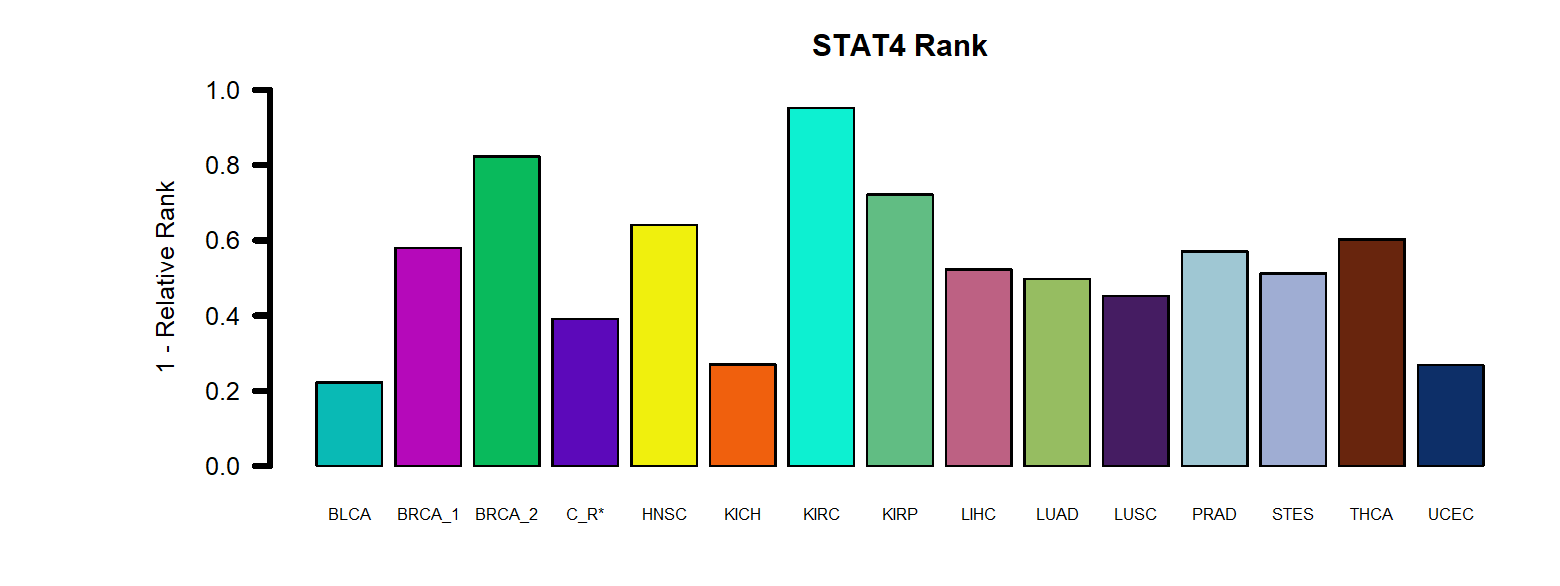 STAT4 Rank
1 - Relative Rank
1.0
0.8
0.6
0.4
0.2
0.0
BLCA BRCA_1 BRCA_2 C_R* HNSC KICH KIRC KIRP LIHC LUAD LUSC PRAD STES THCA UCEC